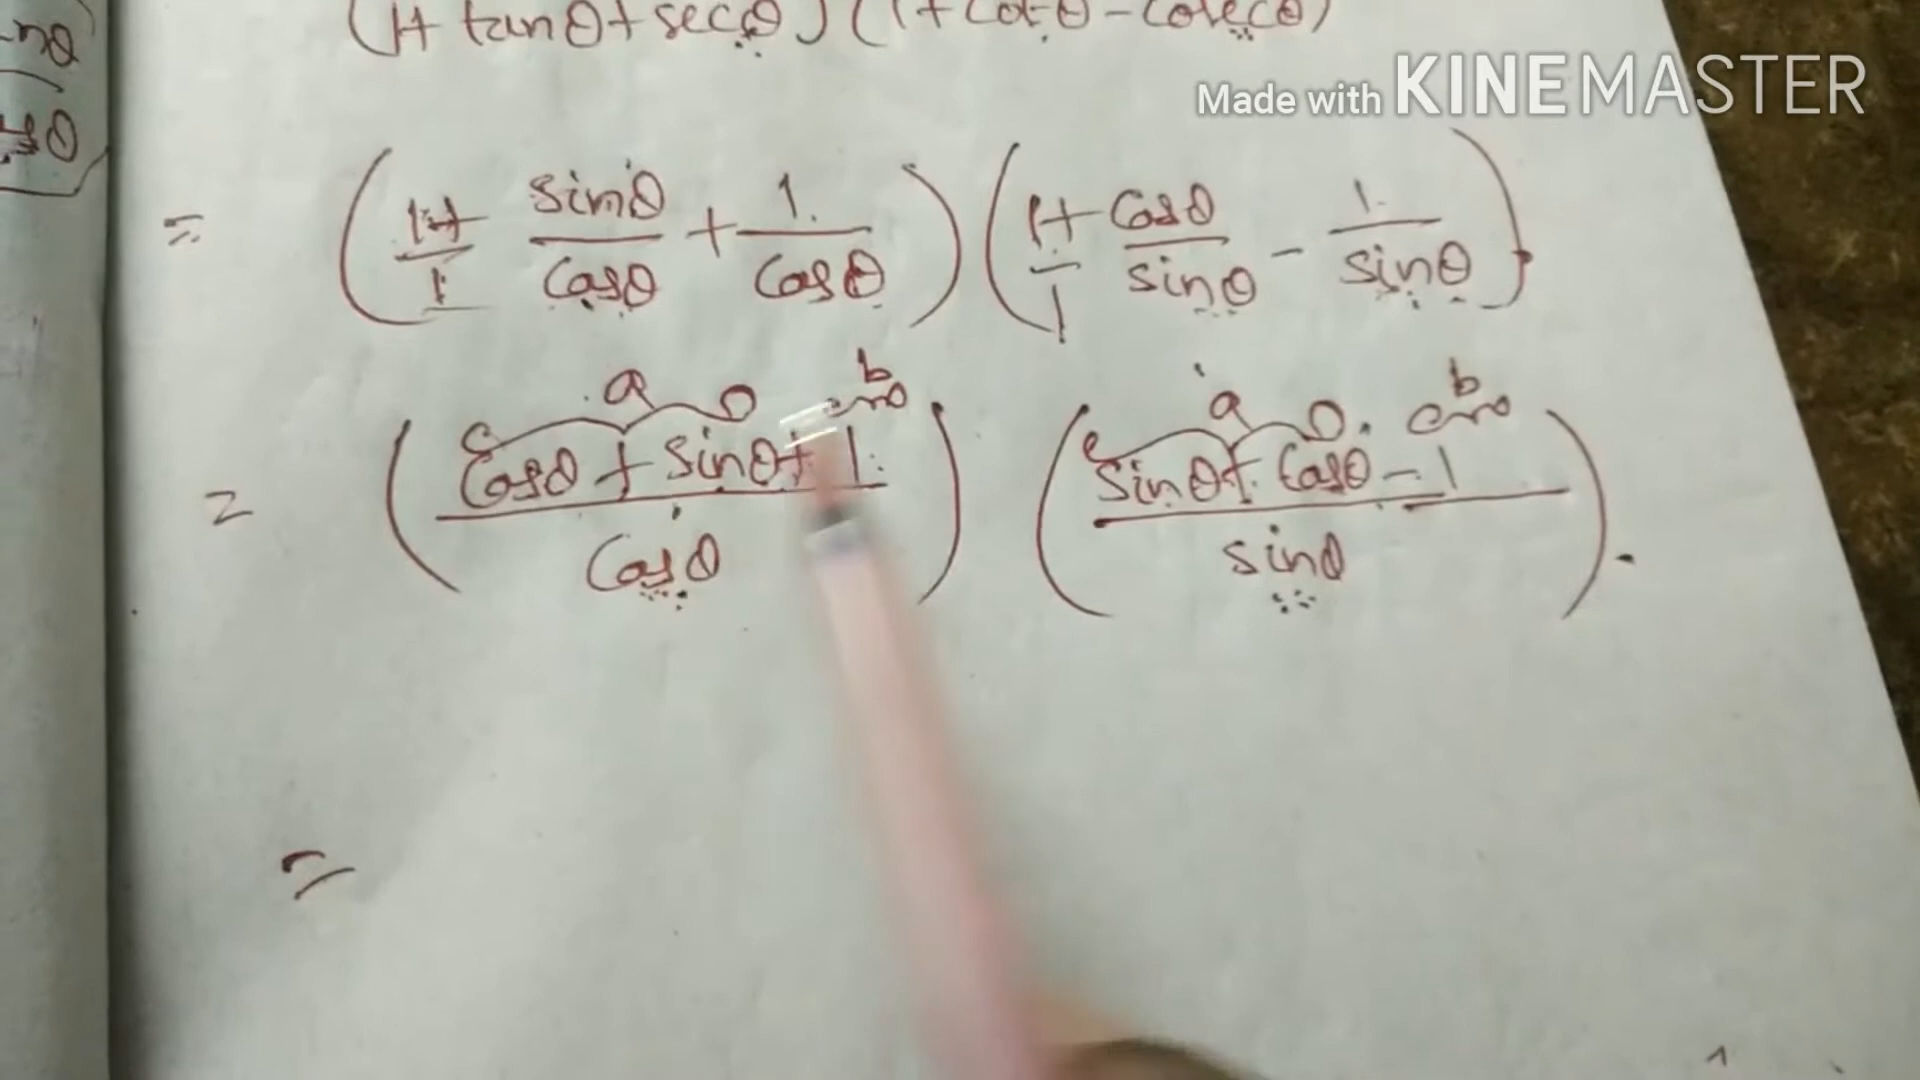 (1+ tanθ+secθ) (1+cotθ-cosecθ)
Made with KINEMASTER
= (1+/1 sinθ/cosθ + 1/cosθ) (1+/1 cosθ/sinθ - 1/sinθ)
a b a b
= (cosθ + sinθ+ 1/cosθ) (sinθ+ cosθ - 1/sinθ).
=